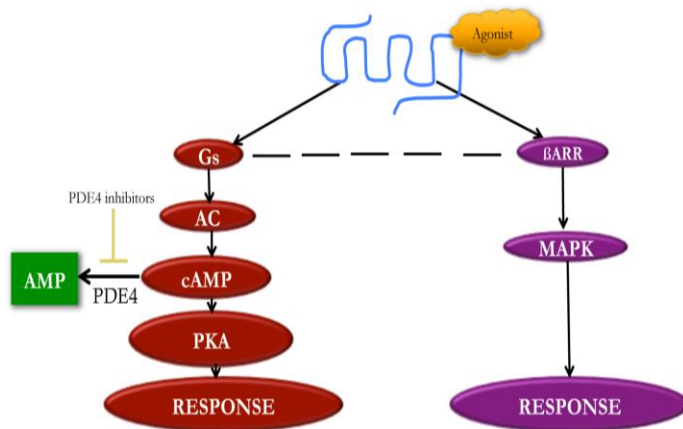 Agonist
Gs
ßARR
PDE4 inhibitors
AC
MAPK
AMP
cAMP
PDE4
PKA
RESPONSE
RESPONSE